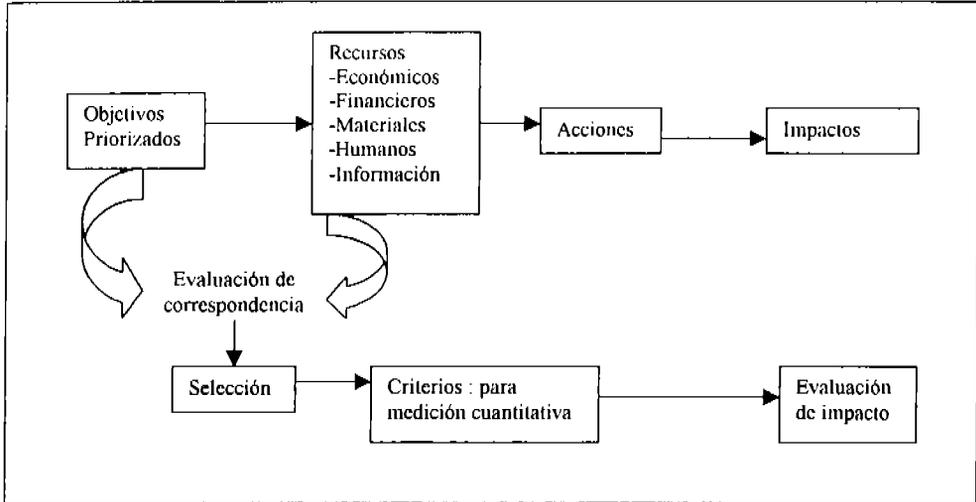 Objetivos
Priorizados
Recursos
-Económicos
-Financieros
-Materiales
-Humanos
-Información
Acciones
Impactos
Evaluación de
correspondencia
Selección
Criterios : para
medición cuantitativa
Evaluación
de impacto